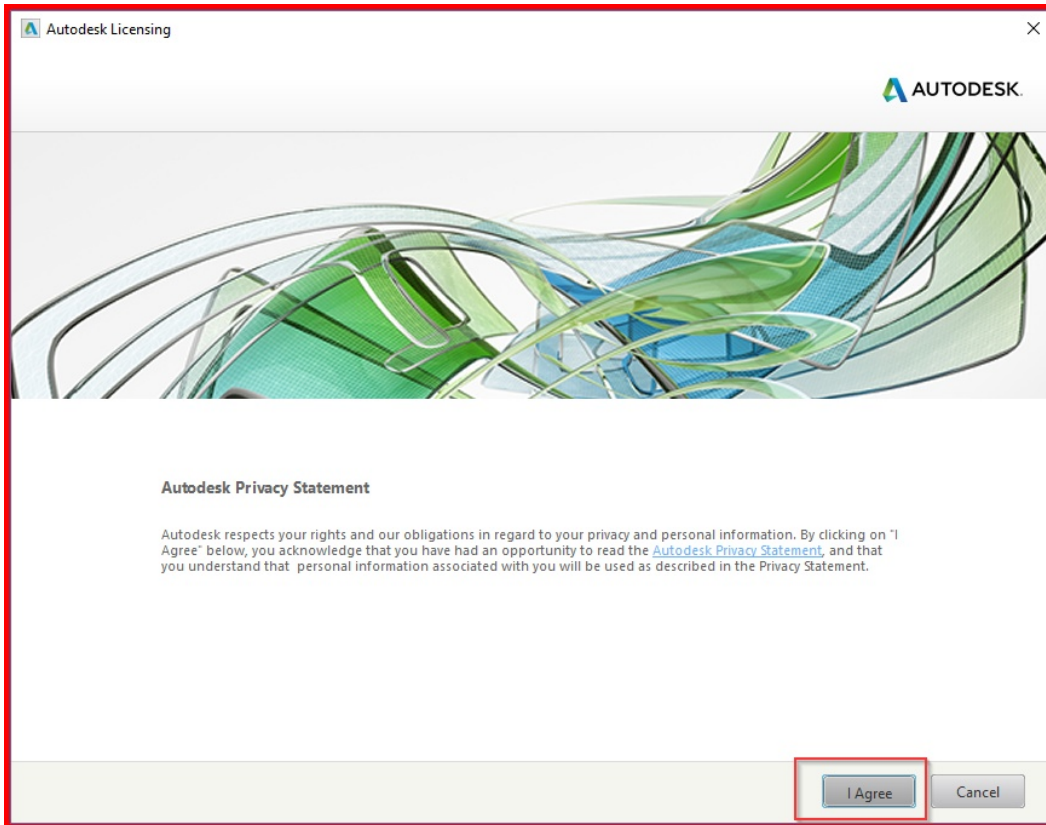 Autodesk Licensing
AUTODESK.
Autodesk Privacy Statement
Autodesk respects your rights and our obligations in regard to your privacy and personal information. By clicking on "I
Agree" below, you acknowledge that you have had an opportunity to read the Autodesk Privacy Statement, and that
you understand that personal information associated with you will be used as described in the Privacy Statement.
I Agree
Cancel